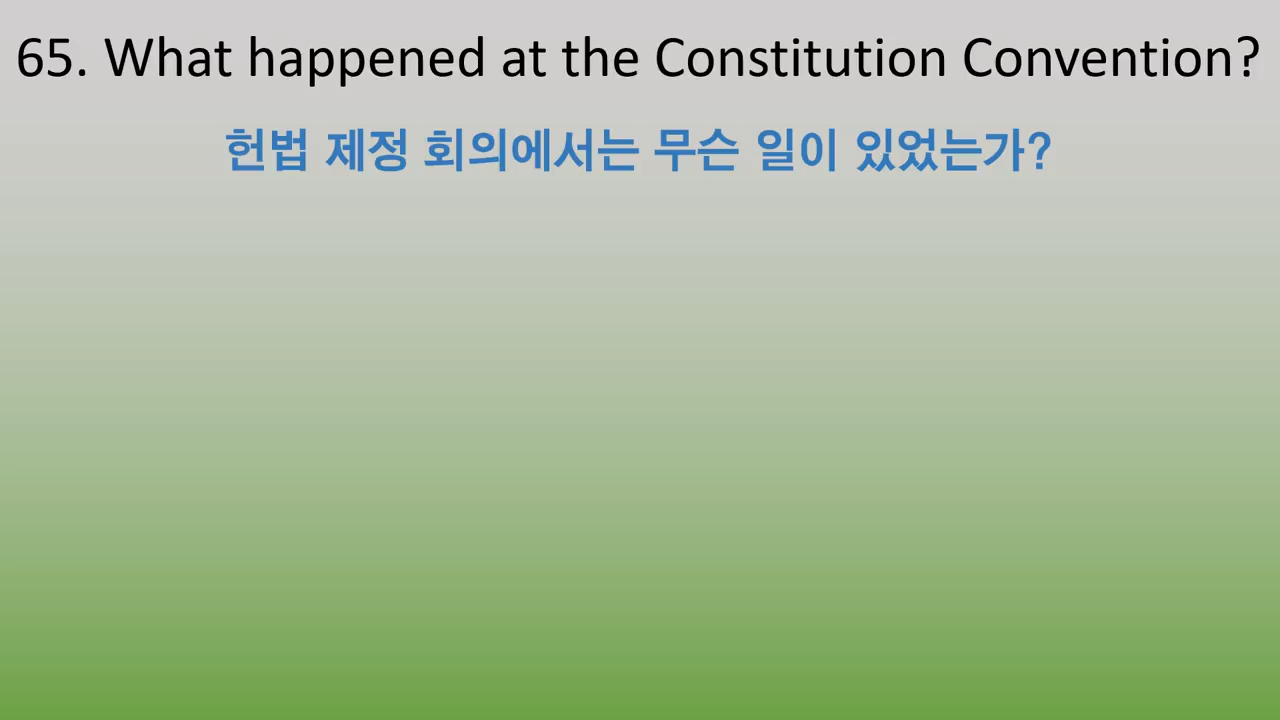 65. What happened at the Constitution Convention?
헌법 제정 회의에서는 무슨 일이 있었는가?